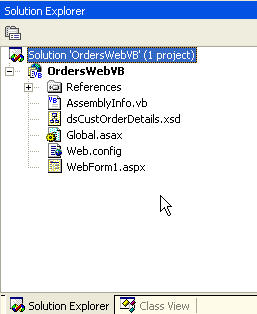 Solution Explorer
Solution 'OrdersWebVB' (1 project)
OrdersWebVB
References
AssemblyInfo.vb
dsCustOrderDetails.xsd
Global.asax
Web.config
WebForm1.aspx
Solution Explorer Class View